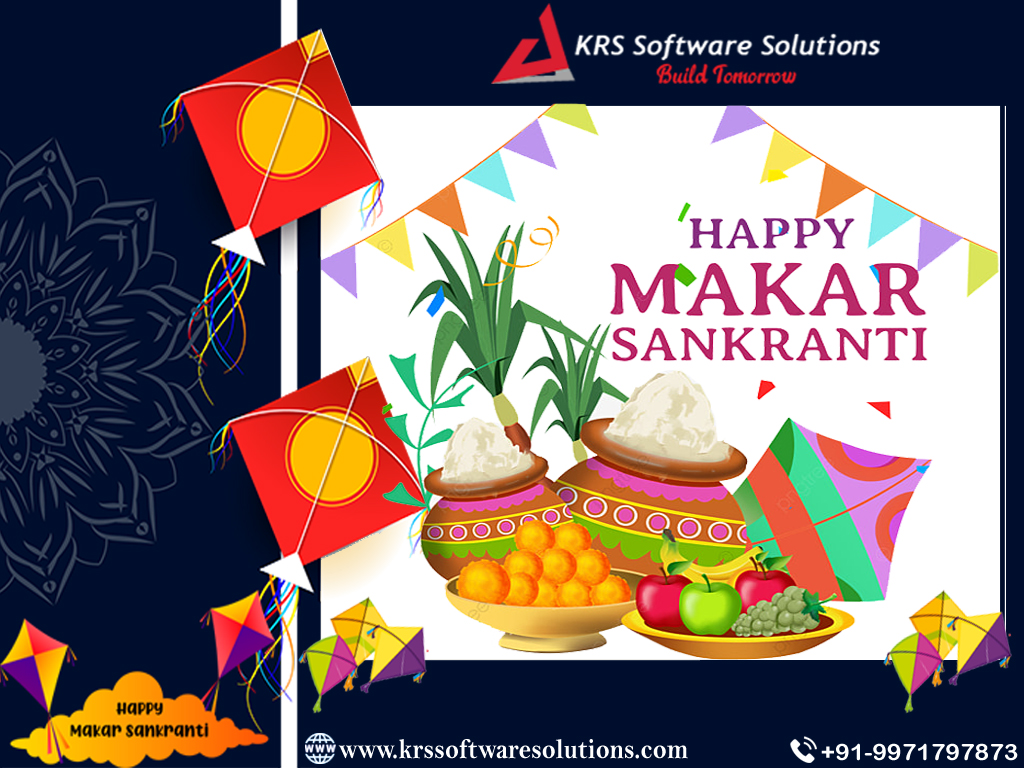 KRS Software Solutions
Build Tomorrow
HAPPY
MAKAR
SANKRANTI
HAPPY
Makar Sankranti
www.krssoftwaresolutions.com
+91-9971797873